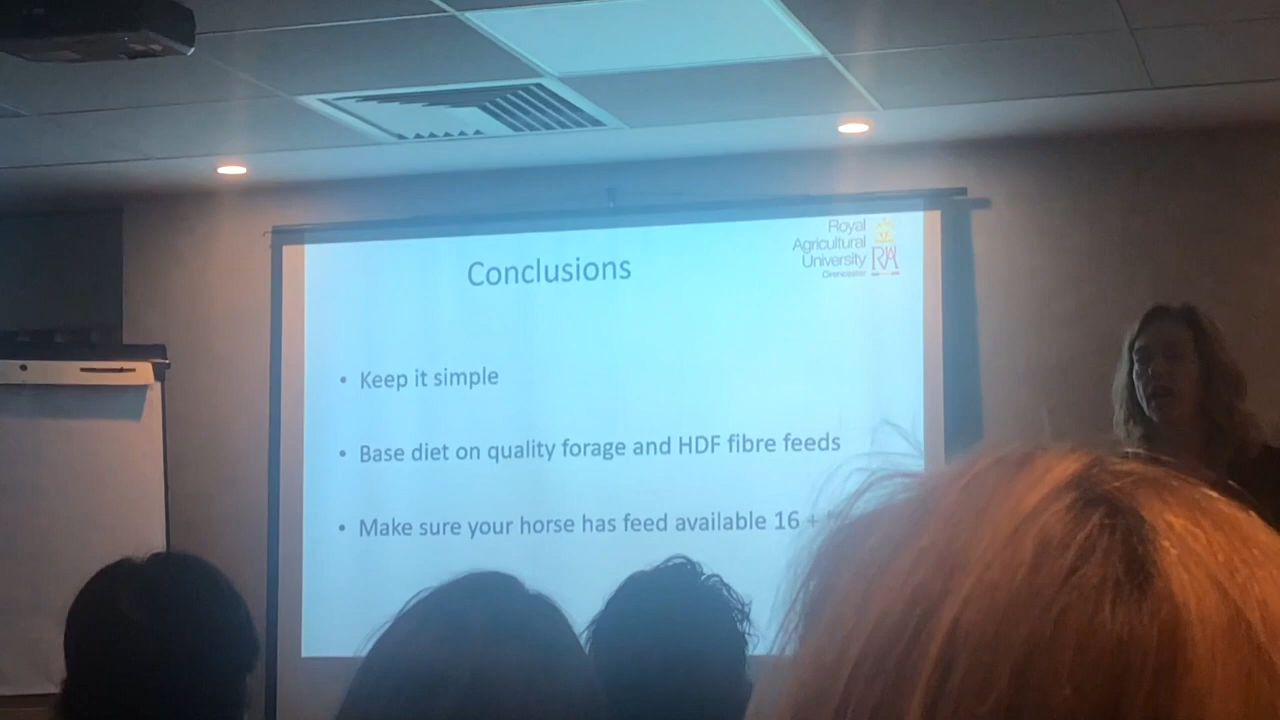 Royal
Agricultural
University
Cirencester
RA
Conclusions
• Keep it simple
• Base diet on quality forage and HDF fibre feeds
• Make sure your horse has feed available 16 +